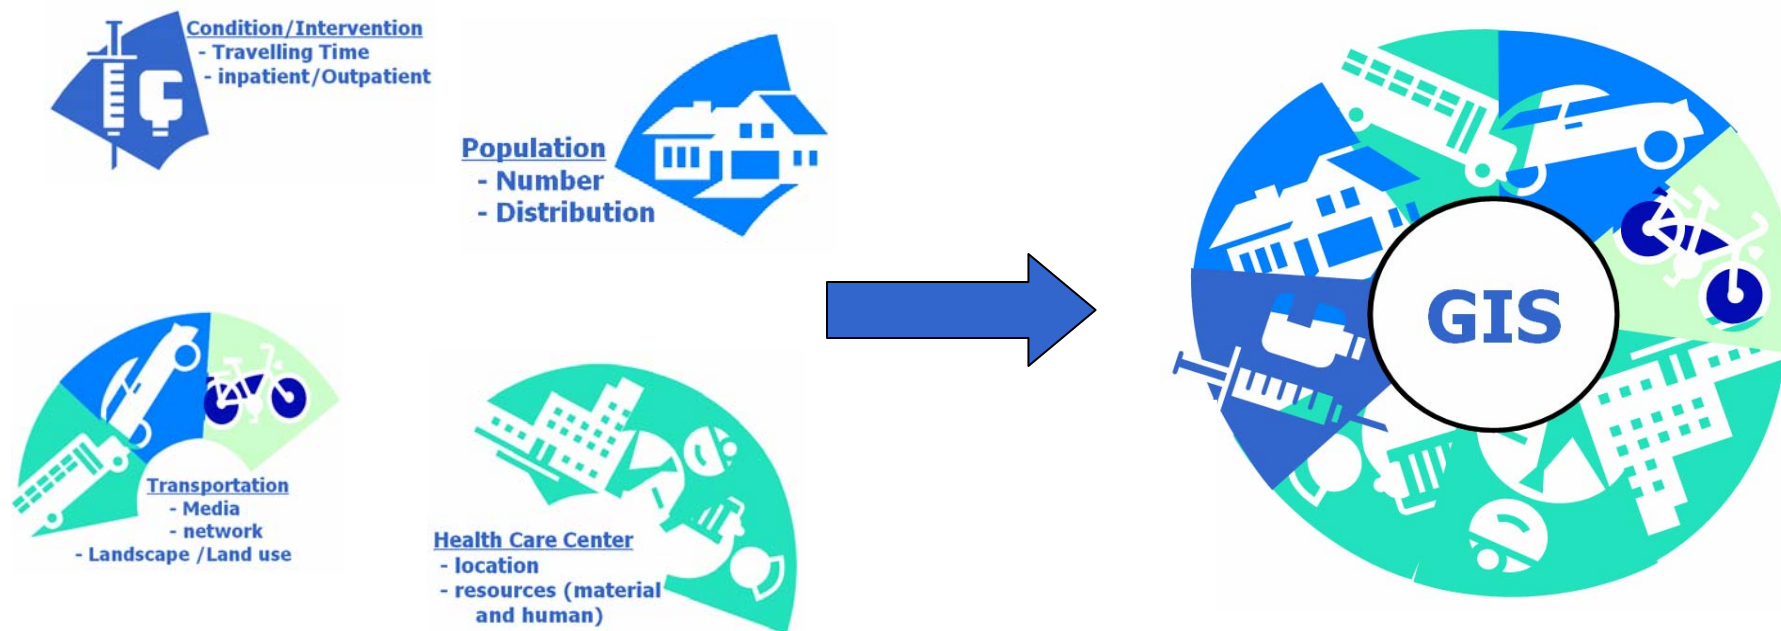 Condition/Intervention
- Travelling Time
- inpatient/Outpatient
Population
- Number
- Distribution
Transportation
- Media
- network
- Landscape /Land use
Health Care Center
- location
- resources (material
and human)
GIS